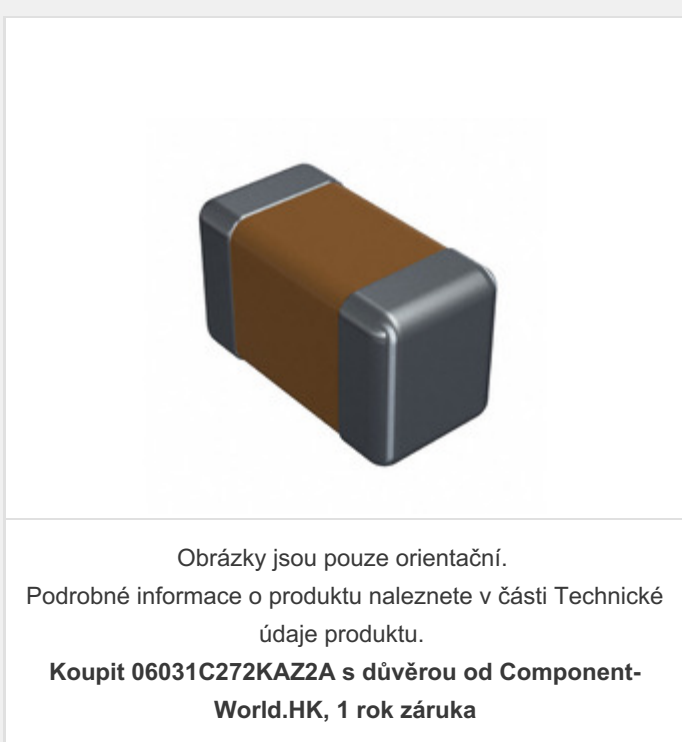 Obrázky jsou pouze orientační.
Podrobné informace o produktu naleznete v části Technické
údaje produktu.
Koupit 06031C272KAZ2A s důvěrou od Component-
World.HK, 1 rok záruka